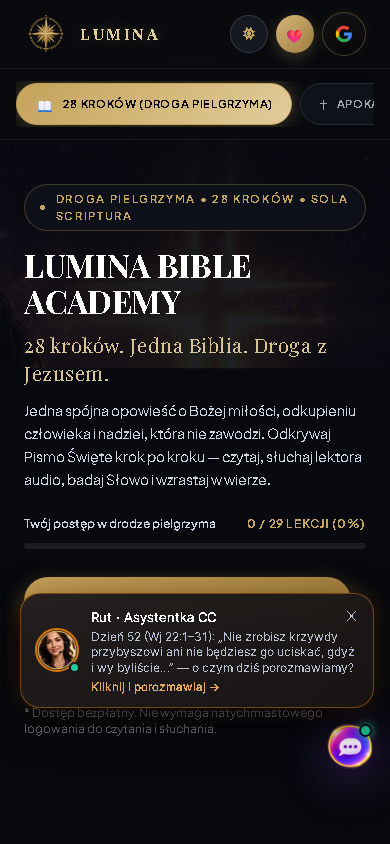 LUMINA
28 KROKÓW (DROGA PIELGRZYMA)
APOKA
DROGA PIELGRZYMA • 28 KROKÓW • SOLA
SCRIPTURA
LUMINA BIBLE
ACADEMY
28 kroków. Jedna Biblia. Droga z
Jezusem.
Jedna spójna opowieść o Bożej miłości, odkupieniu
człowieka i nadziei, która nie zawodzi. Odkrywaj
Pismo Święte krok po kroku — czytaj, słuchaj lektora
audio, badaj Słowo i wzrastaj w wierze.
Twój postęp w drodze pielgrzyma
0 / 29 LEKCJI (0%)
Rut · Asystentka CC
Dzień 52 (Wj 22:1–31): „Nie zrobisz krzywdy
przybyszowi ani nie będziesz go uciskać, gdyż
i wy byliście...” — o czym dziś porozmawiamy?
Kliknij i porozmawiaj →
* Dostęp bezpłatny. Nie wymaga natychmiastowego
logowania do czytania i słuchania.